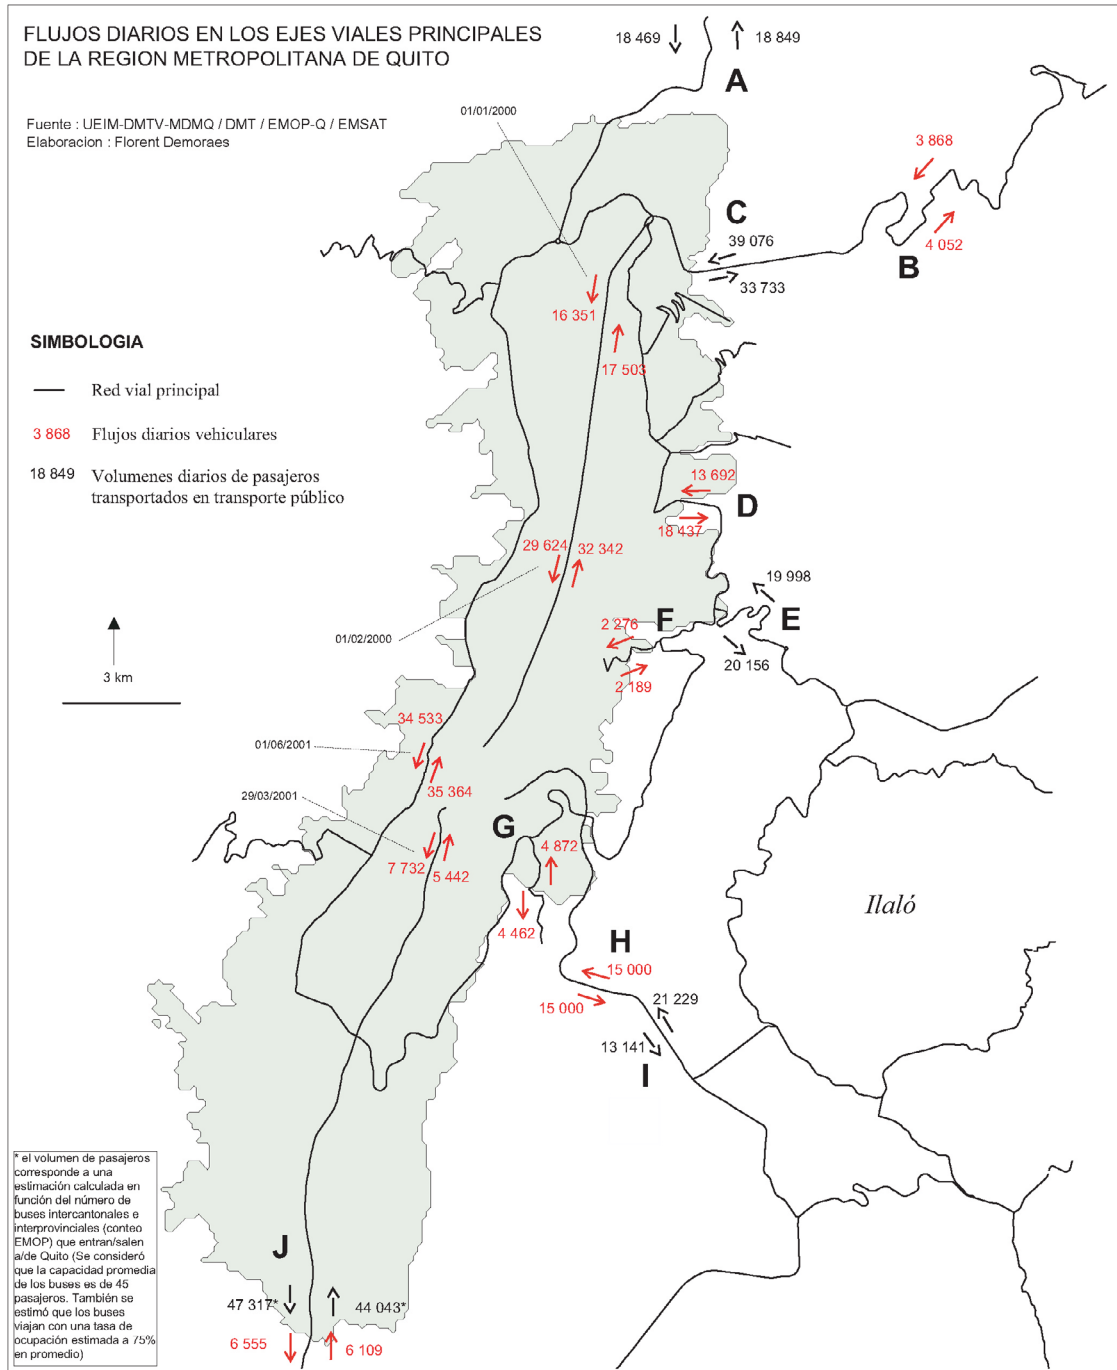 FLUJOS DIARIOS EN LOS EJES VIALES PRINCIPALES
DE LA REGION METROPOLITANA DE QUITO
Fuente : UEIM-DMTV-MDMQ / DMT / EMOP-Q / EMSAT
Elaboracion : Florent Demoraes
18 469
18 849
A
01/01/2000
3 868
4 052
B
C
39 076
33 733
16 351
17 503
SIMBOLOGIA
Red vial principal
3 868 Flujos diarios vehiculares
18 849 Volumenes diarios de pasajeros
transportados en transporte público
13 692
D
18 437
29 624
32 342
19 998
E
F
01/02/2000
2 276
20 156
2 189
3 km
34 533
01/06/2001
35 364
29/03/2001
G
4 872
7 732
5 442
Ilaló
4 462
H
15 000
15 000
21 229
13 141
I
* el volumen de pasajeros
corresponde a una
estimación calculada en
función del número de
buses intercantonales e
interprovinciales (conteo
EMOP) que entran/salen
a/de Quito (Se consideró
que la capacidad promedia
de los buses es de 45
pasajeros. También se
estimó que los buses
viajan con una tasa de
ocupación estimada a 75%
en promedio)
J
47 317*
44 043*
6 555
6 109